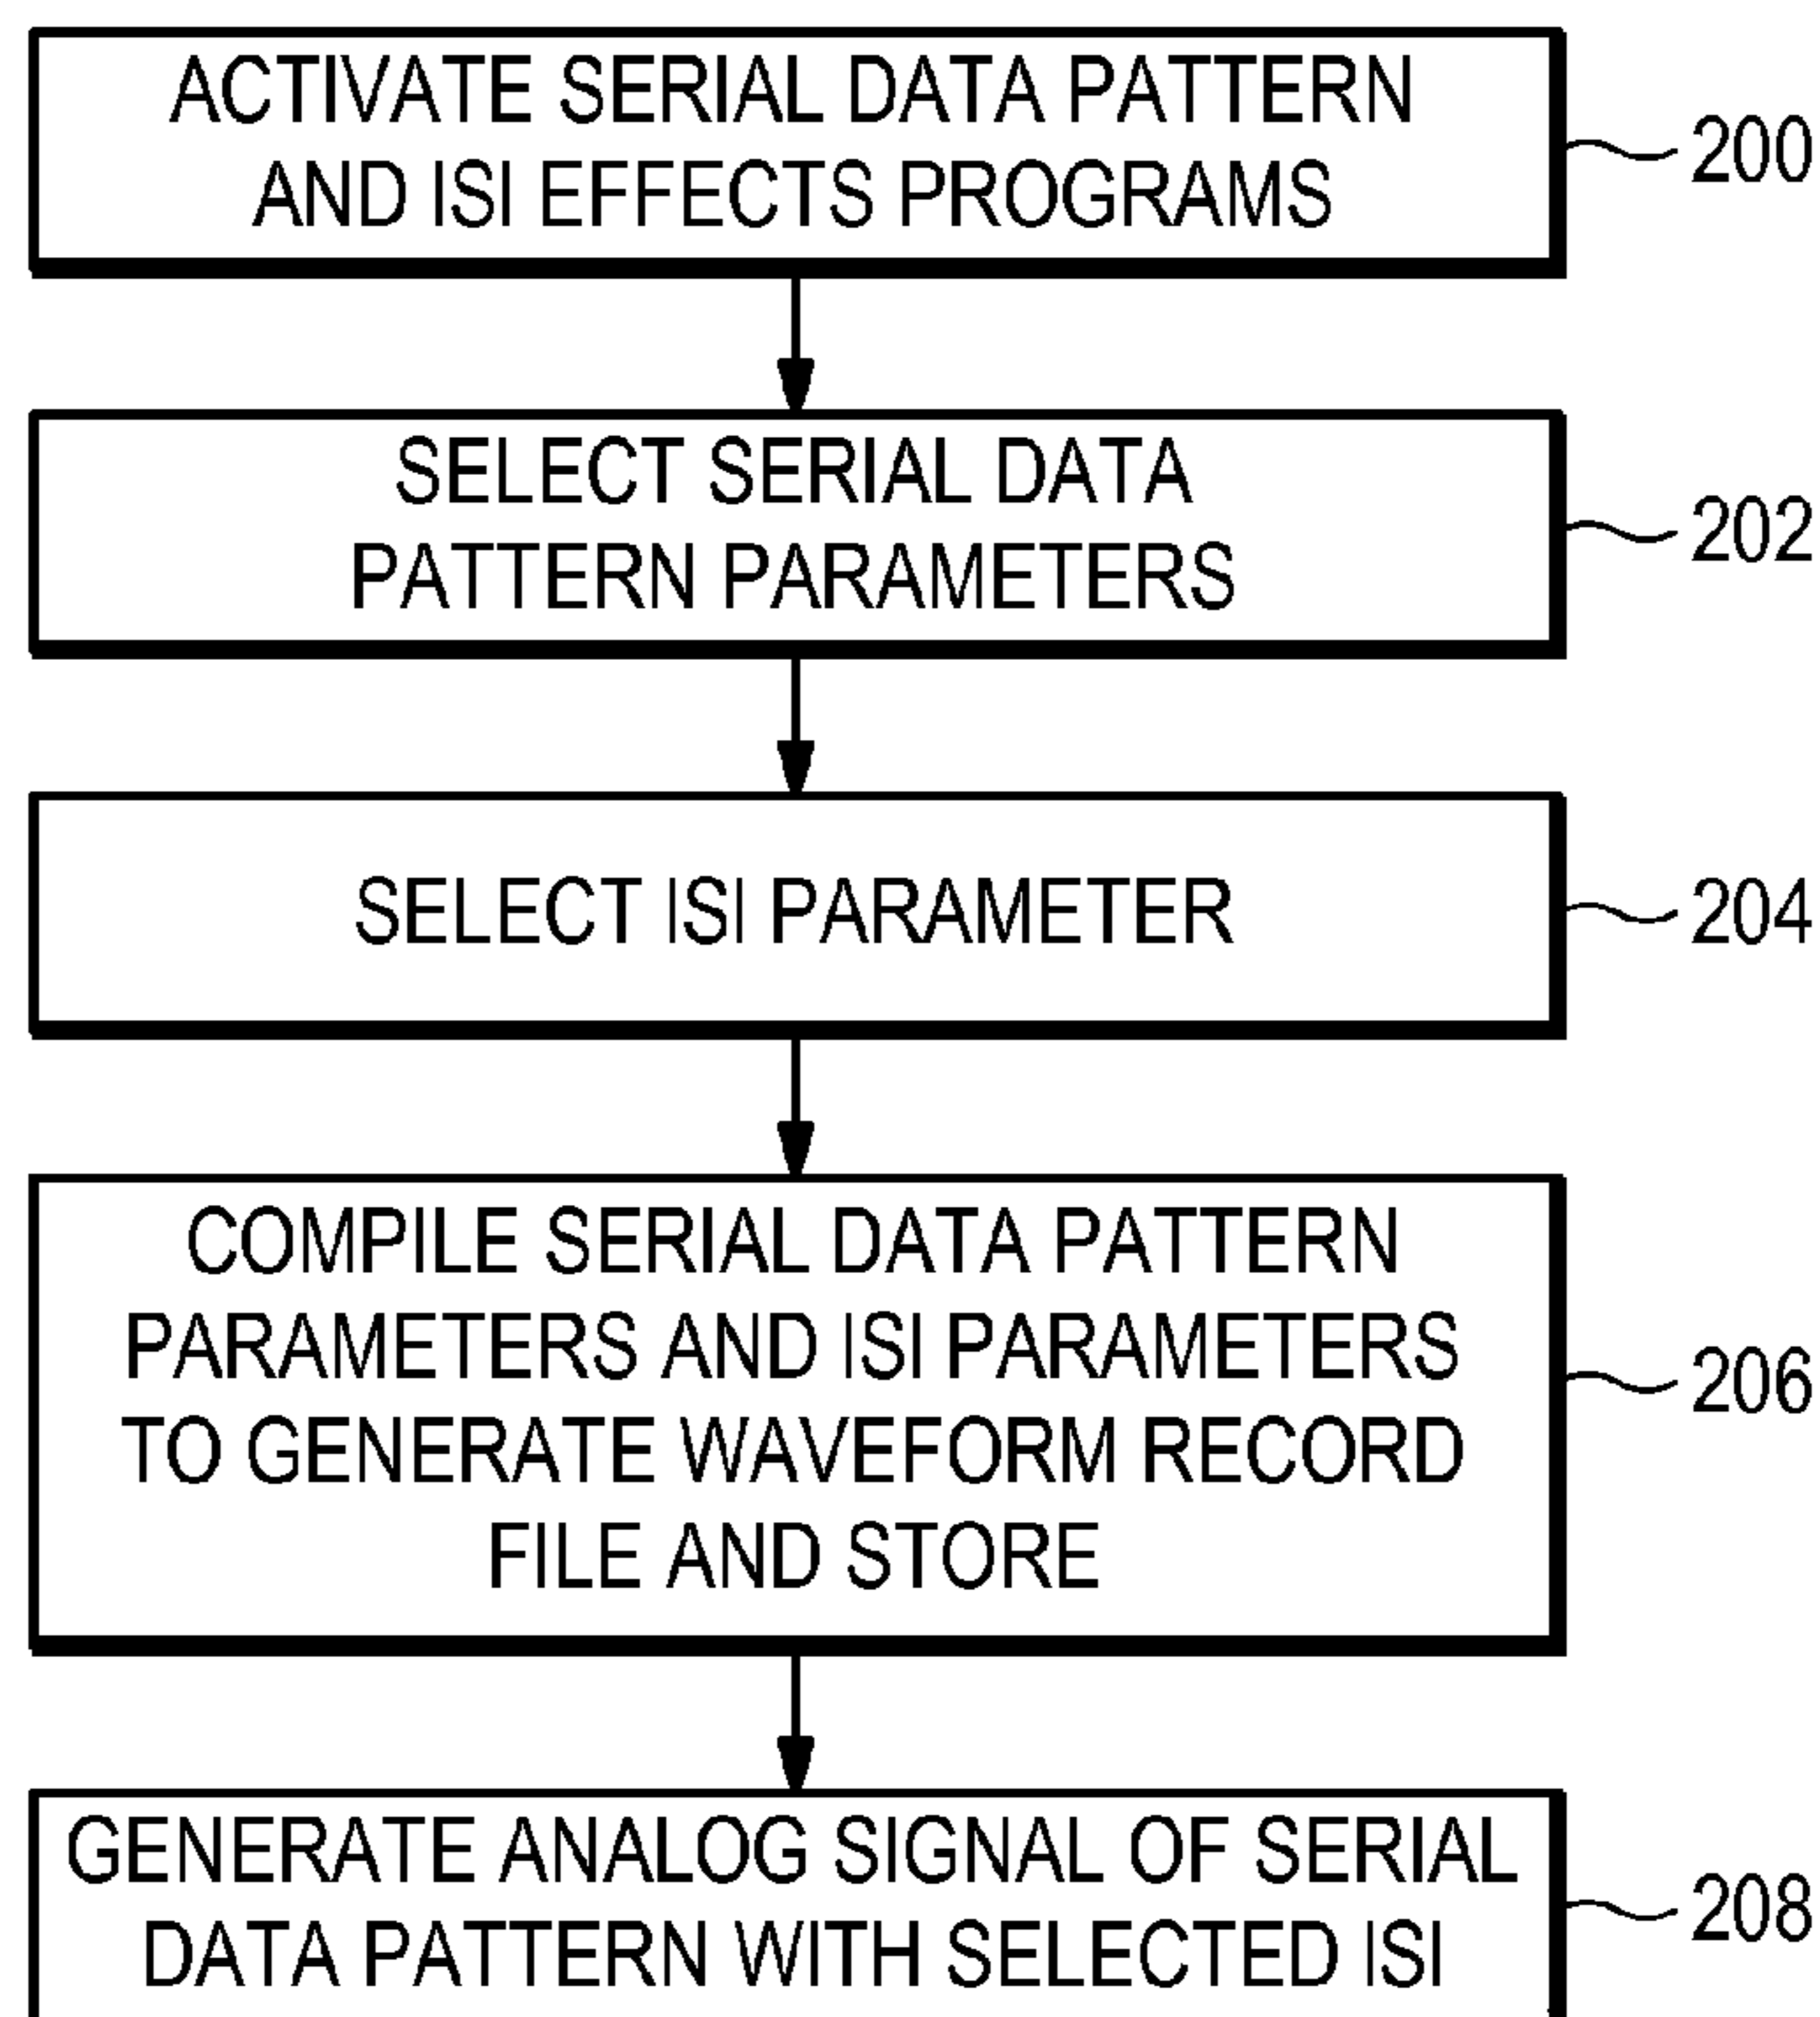 ACTIVATE SERIAL DATA PATTERN
AND ISI EFFECTS PROGRAMS
200
SELECT SERIAL DATA
PATTERN PARAMETERS
202
SELECT ISI PARAMETER
204
COMPILE SERIAL DATA PATTERN
PARAMETERS AND ISI PARAMETERS
TO GENERATE WAVEFORM RECORD
FILE AND STORE
206
GENERATE ANALOG SIGNAL OF SERIAL
DATA PATTERN WITH SELECTED ISI
208